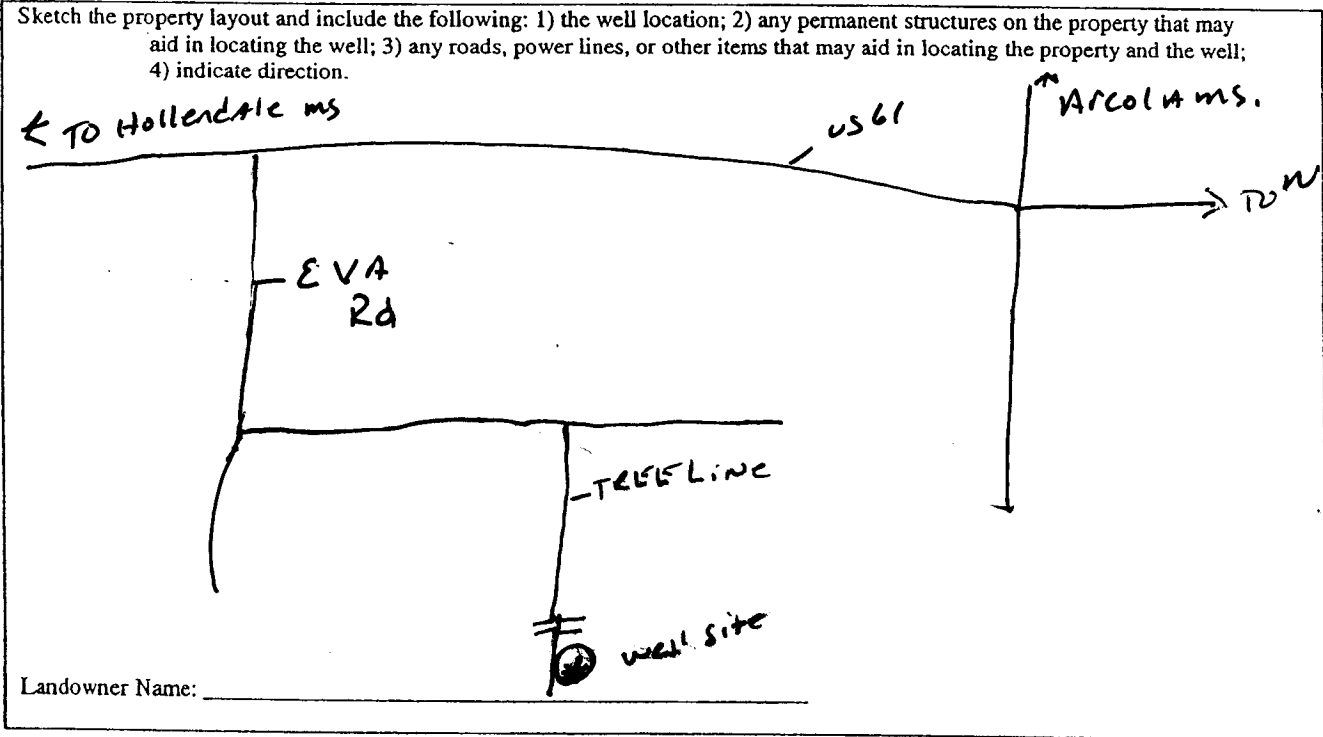 Sketch the property layout and include the following: 1) the well location; 2) any permanent structures on the property that may
aid in locating the well; 3) any roads, power lines, or other items that may aid in locating the property and the well;
4) indicate direction.
TO Hollendale ms
US 61
Arcola ms.
TO N
EVA
Rd
TREE LiNe
well site
Landowner Name: